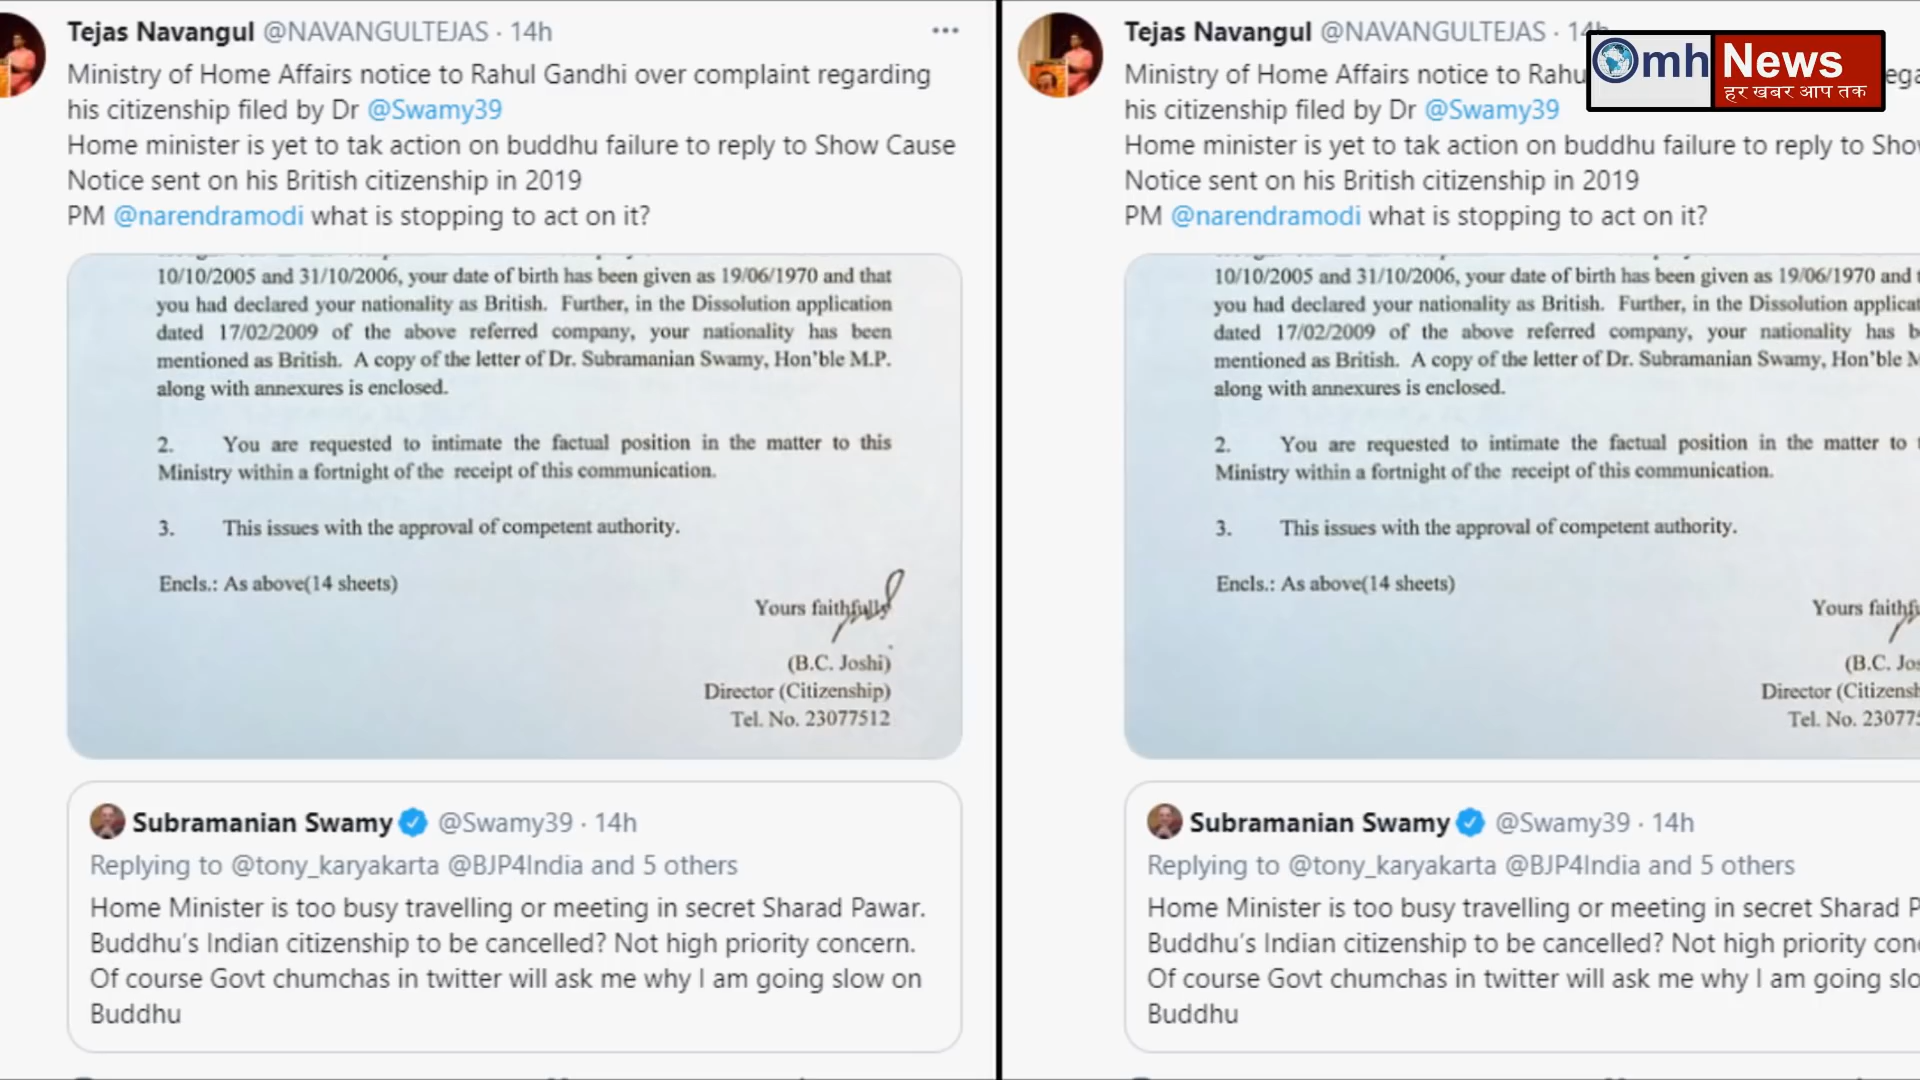 Tejas Navangul @NAVANGULTEJAS · 14h
Ministry of Home Affairs notice to Rahul Gandhi over complaint regarding
his citizenship filed by Dr @Swamy39
Home minister is yet to tak action on buddhu failure to reply to Show Cause
Notice sent on his British citizenship in 2019
PM @narendramodi what is stopping to act on it?
10/10/2005 and 31/10/2006, your date of birth has been given as 19/06/1970 and that
you had declared your nationality as British. Further, in the Dissolution application
dated 17/02/2009 of the above referred company, your nationality has been
mentioned as British. A copy of the letter of Dr. Subramanian Swamy, Hon'ble M.P.
along with annexures is enclosed.
2. You are requested to intimate the factual position in the matter to this
Ministry within a fortnight of the receipt of this communication.
3. This issues with the approval of competent authority.
Encls.: As above(14 sheets)
Yours faithfully
(B.C. Joshi)
Director (Citizenship)
Tel. No. 23077512
Subramanian Swamy @Swamy39 · 14h
Replying to @tony_karyakarta @BJP4India and 5 others
Home Minister is too busy travelling or meeting in secret Sharad Pawar.
Buddhu's Indian citizenship to be cancelled? Not high priority concern.
Of course Govt chumchas in twitter will ask me why I am going slow on
Buddhu
Tejas Navangul @NAVANGULTEJAS · 14h
Ministry of Home Affairs notice to
his citizenship filed by Dr @Swamy39
Home minister is yet to tak action on buddhu failure to reply to
Notice sent on his British citizenship in 2019
PM @narendramodi what is stopping to act on it?
10/10/2005 and 31/10/2006, your date of birth has been given as 19/06/1970 and
you had declared your nationality as British. Further, in the Dissolution
dated 17/02/2009 of the above referred company, your nationality has
mentioned as British. A copy of the letter of Dr. Subramanian Swamy, Hon'ble
along with annexures is enclosed.
2. You are requested to intimate the factual position in the matter to
Ministry within a fortnight of the receipt of this communication.
3. This issues with the approval of competent authority.
Encls.: As above(14 sheets)
Yours
(B.C.
Director
Tel. No.
Subramanian Swamy @Swamy39 · 14h
Replying to @tony_karyakarta @BJP4India and 5 others
Home Minister is too busy travelling or meeting in secret Sharad
Buddhu's Indian citizenship to be cancelled? Not high priority
Of course Govt chumchas in twitter will ask me why I am going
Buddhu
Omh News
हर खबर आप तक